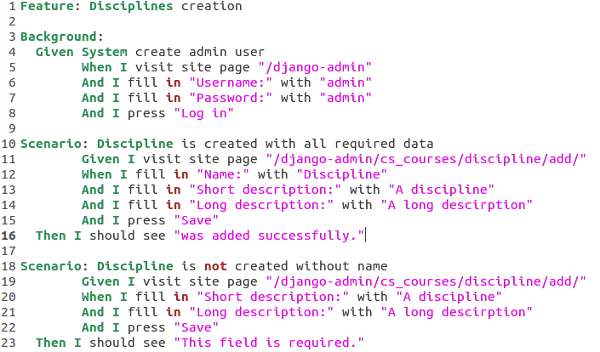 1 Feature: Disciplines creation
2
3 Background:
4 Given System create admin user
5 When I visit site page "/django-admin"
6 And I fill in "Username:" with "admin"
7 And I fill in "Password:" with "admin"
8 And I press "Log in"
9
10 Scenario: Discipline is created with all required data
11 Given I visit site page "/django-admin/cs_courses/discipline/add/"
12 When I fill in "Name:" with "Discipline"
13 And I fill in "Short description:" with "A discipline"
14 And I fill in "Long description:" with "A long descirption"
15 And I press "Save"
16 Then I should see "was added successfully."
17
18 Scenario: Discipline is not created without name
19 Given I visit site page "/django-admin/cs_courses/discipline/add/"
20 When I fill in "Short description:" with "A discipline"
21 And I fill in "Long description:" with "A long descirption"
22 And I press "Save"
23 Then I should see "This field is required."